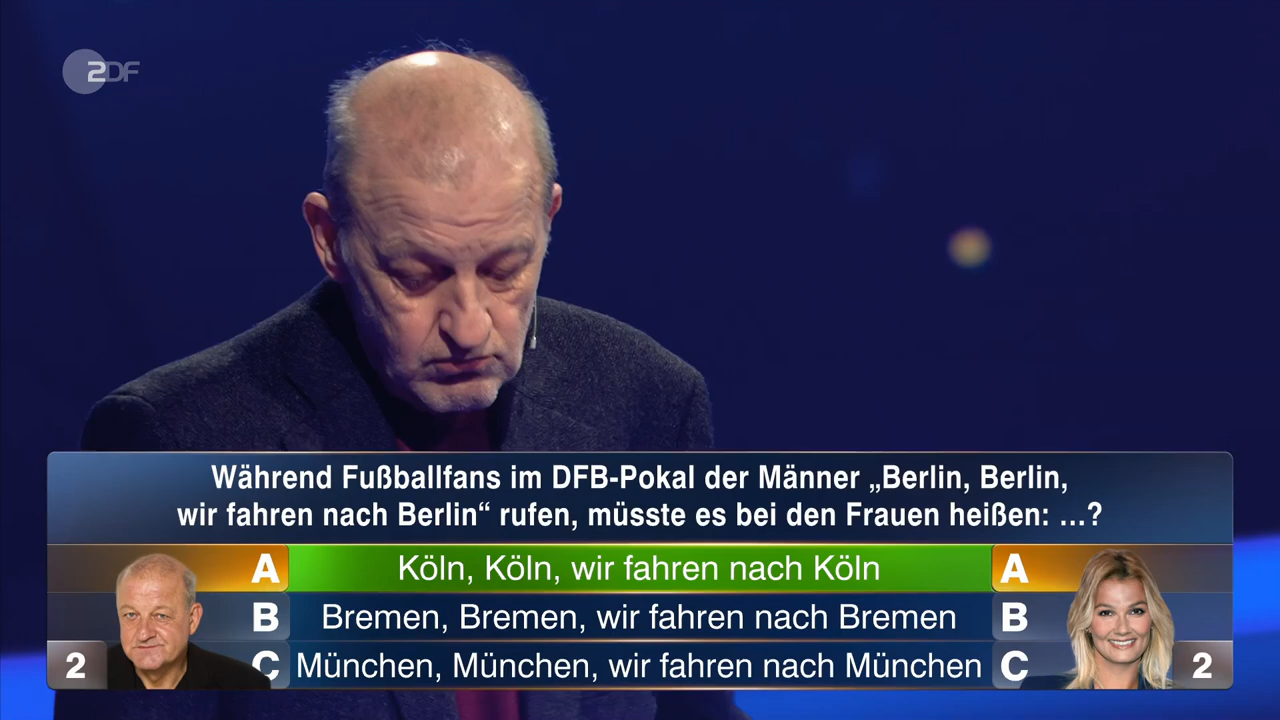 ZDF
Während Fußballfans im DFB-Pokal der Männer „Berlin, Berlin,
wir fahren nach Berlin“ rufen, müsste es bei den Frauen heißen: ...?
A Köln, Köln, wir fahren nach Köln A
B Bremen, Bremen, wir fahren nach Bremen B
2 C München, München, wir fahren nach München C 2